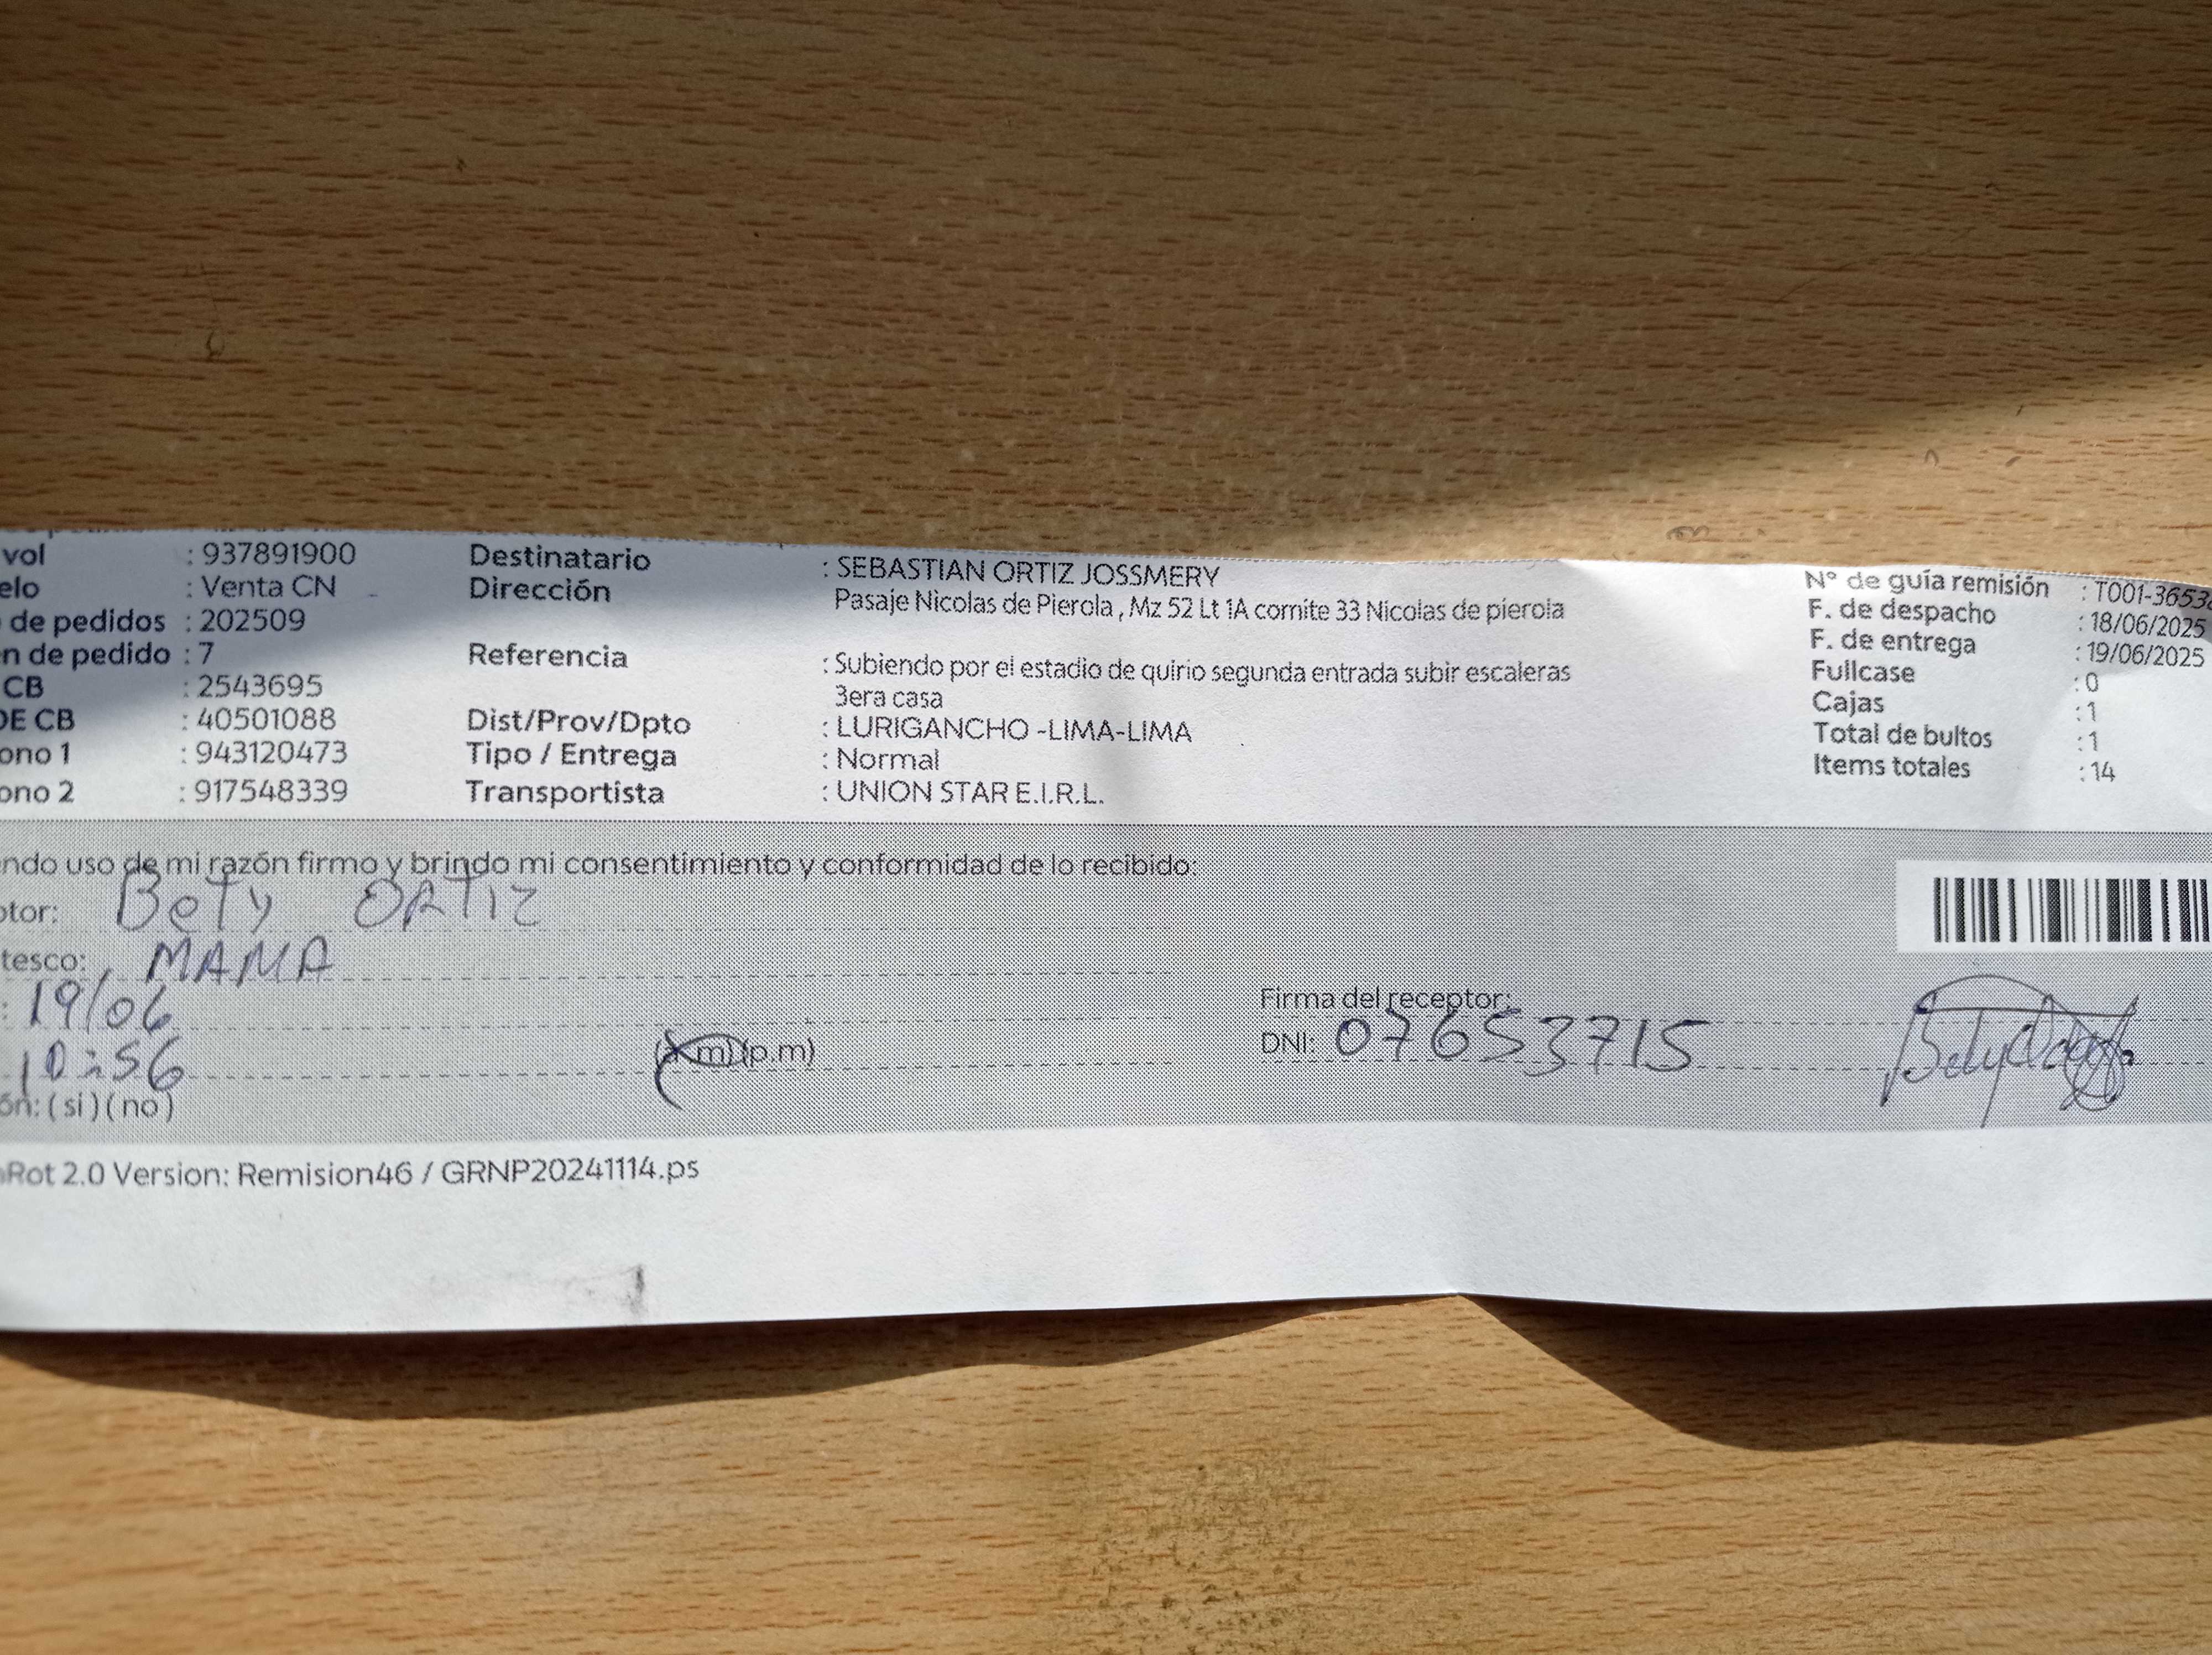 vol : 937891900 Destinatario : SEBASTIAN ORTIZ JOSSMERY Nº de guía remisión : T001-3653
elo : Venta CN Dirección Pasaje Nicolas de Pierola , Mz 52 Lt 1A comite 33 Nicolas de pierola F. de despacho : 18/06/2025
de pedidos : 202509 F. de entrega : 19/06/2025
n de pedido : 7 Referencia : Subiendo por el estadio de quirio segunda entrada subir escaleras Fullcase : 0
CB : 2543695 3era casa Cajas : 1
DE CB : 40501088 Dist/Prov/Dpto : LURIGANCHO -LIMA-LIMA Total de bultos : 1
ono 1 : 943120473 Tipo / Entrega : Normal Items totales : 14
ono 2 : 917548339 Transportista : UNION STAR E.I.R.L.
ndo uso de mi razón firmo y brindo mi consentimiento y conformidad de lo recibido:
ptor: Bety ORTIZ
tesco: MAMA
: 19/06 Firma del receptor:
10:56 (a.m) (p.m) DNI: 07653715
ón: ( si ) ( no )
Rot 2.0 Version: Remision46 / GRNP20241114.ps